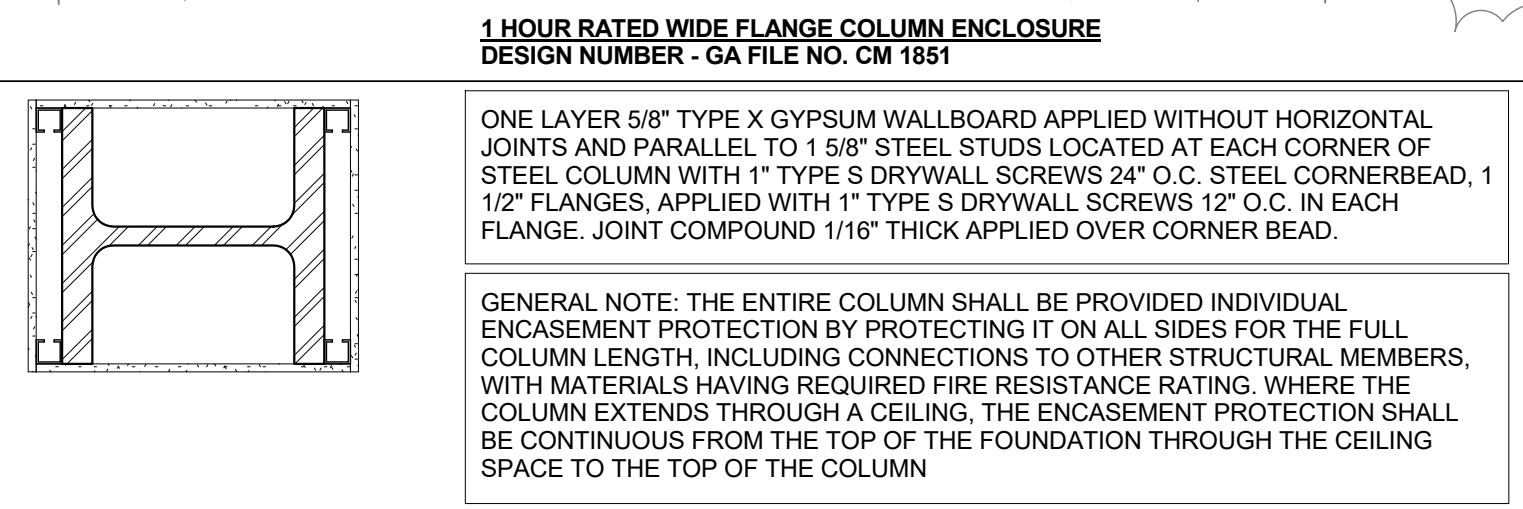 1 HOUR RATED WIDE FLANGE COLUMN ENCLOSURE
DESIGN NUMBER - GA FILE NO. CM 1851
ONE LAYER 5/8" TYPE X GYPSUM WALLBOARD APPLIED WITHOUT HORIZONTAL
JOINTS AND PARALLEL TO 1 5/8" STEEL STUDS LOCATED AT EACH CORNER OF
STEEL COLUMN WITH 1" TYPE S DRYWALL SCREWS 24" O.C. STEEL CORNERBEAD, 1
1/2" FLANGES, APPLIED WITH 1" TYPE S DRYWALL SCREWS 12" O.C. IN EACH
FLANGE. JOINT COMPOUND 1/16" THICK APPLIED OVER CORNER BEAD.
GENERAL NOTE: THE ENTIRE COLUMN SHALL BE PROVIDED INDIVIDUAL
ENCASEMENT PROTECTION BY PROTECTING IT ON ALL SIDES FOR THE FULL
COLUMN LENGTH, INCLUDING CONNECTIONS TO OTHER STRUCTURAL MEMBERS,
WITH MATERIALS HAVING REQUIRED FIRE RESISTANCE RATING. WHERE THE
COLUMN EXTENDS THROUGH A CEILING, THE ENCASEMENT PROTECTION SHALL
BE CONTINUOUS FROM THE TOP OF THE FOUNDATION THROUGH THE CEILING
SPACE TO THE TOP OF THE COLUMN